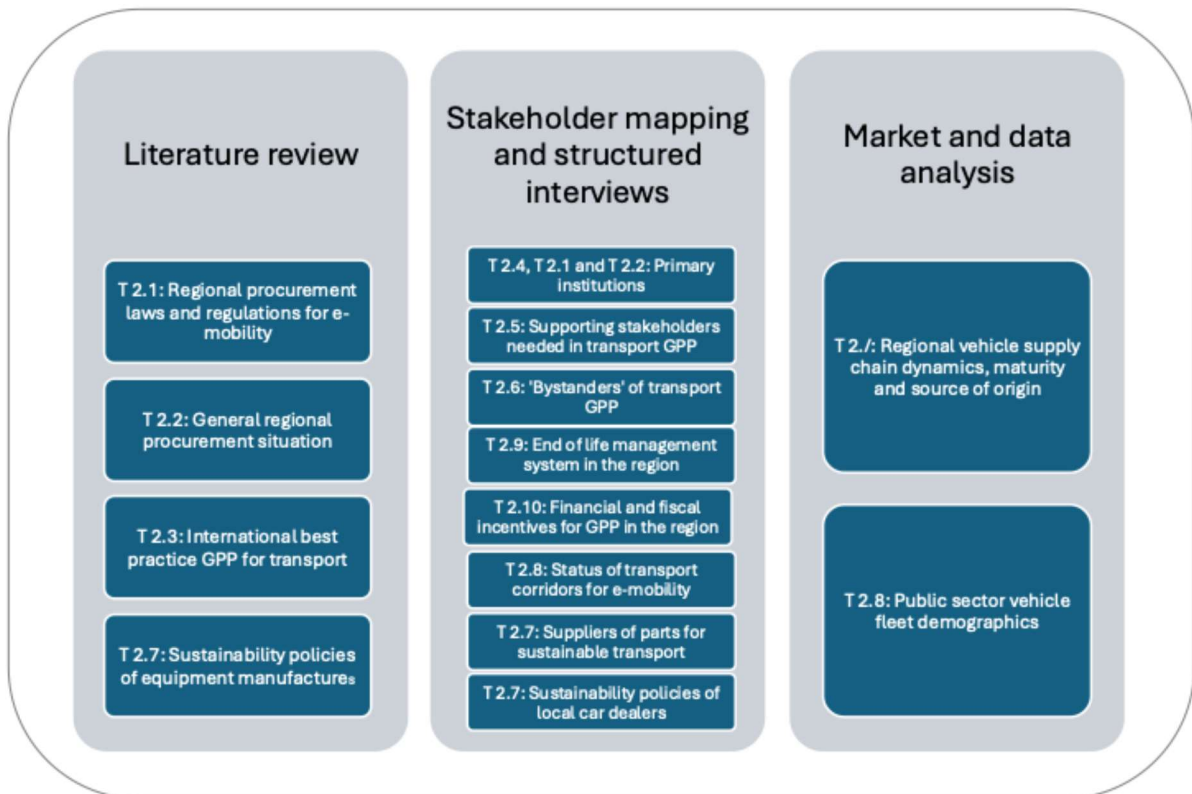 Literature review
T 2.1: Regional procurement
laws and regulations for e-
mobility
T 2.2: General regional
procurement situation
T 2.3: International best
practice GPP for transport
T 2.7: Sustainability policies
of equipment manufactures
Stakeholder mapping
and structured
interviews
T 2.4, T 2.1 and T 2.2: Primary
institutions
T 2.5: Supporting stakeholders
needed in transport GPP
T 2.6: 'Bystanders' of transport
GPP
T 2.9: End of life management
system in the region
T 2.10: Financial and fiscal
incentives for GPP in the region
T 2.8: Status of transport
corridors for e-mobility
T 2.7: Suppliers of parts for
sustainable transport
T 2.7: Sustainability policies of
local car dealers
Market and data
analysis
T 2./: Regional vehicle supply
chain dynamics, maturity
and source of origin
T 2.8: Public sector vehicle
fleet demographics